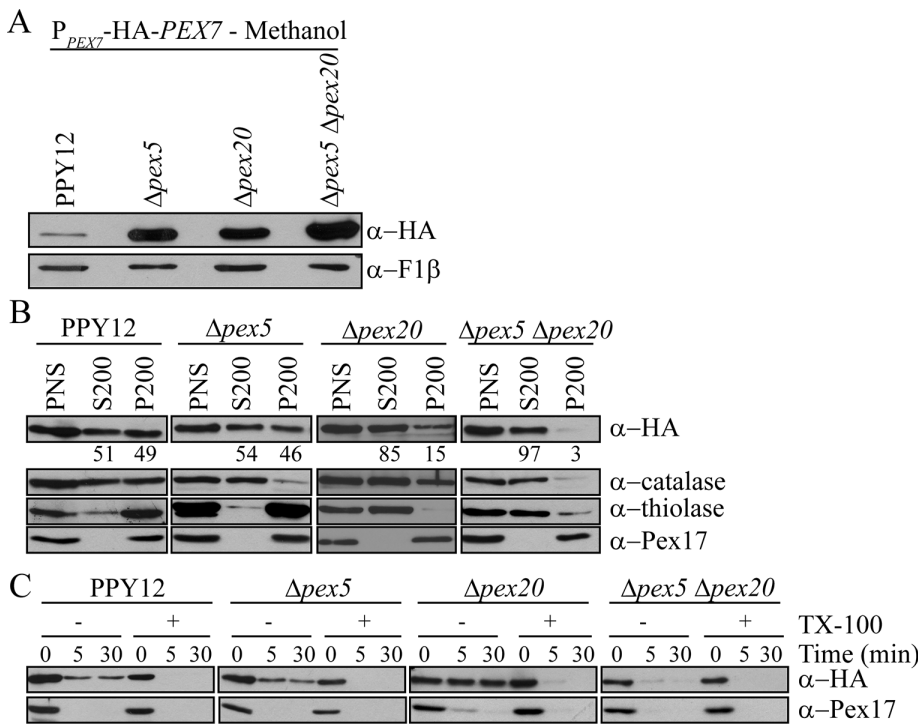 A
P_PEX7-HA-PEX7 - Methanol
PPY12
Δpex5
Δpex20
Δpex5 Δpex20
α–HA
α–F1β
B
PPY12 Δpex5 Δpex20 Δpex5 Δpex20
PNS S200 P200 PNS S200 P200 PNS S200 P200 PNS S200 P200
α–HA
51 49 54 46 85 15 97 3
α–catalase
α–thiolase
α–Pex17
C
PPY12 Δpex5 Δpex20 Δpex5 Δpex20
- + - + - + - + TX-100
0 5 30 0 5 30 0 5 30 0 5 30 0 5 30 0 5 30 0 5 30 0 5 30 Time (min)
α–HA
α–Pex17